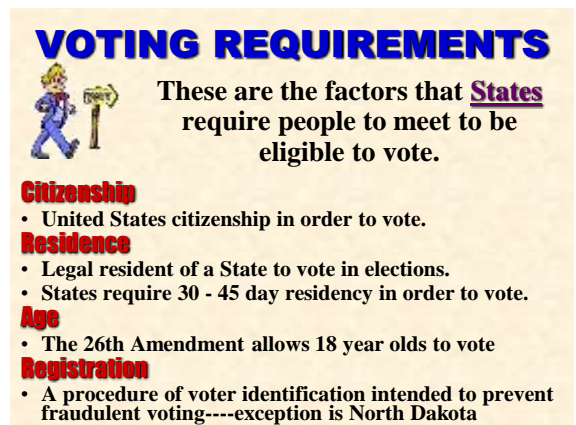 VOTING REQUIREMENTS
These are the factors that States
require people to meet to be
eligible to vote.
Citizenship
• United States citizenship in order to vote.
Residence
• Legal resident of a State to vote in elections.
• States require 30 - 45 day residency in order to vote.
Age
• The 26th Amendment allows 18 year olds to vote
Registration
• A procedure of voter identification intended to prevent
fraudulent voting----exception is North Dakota